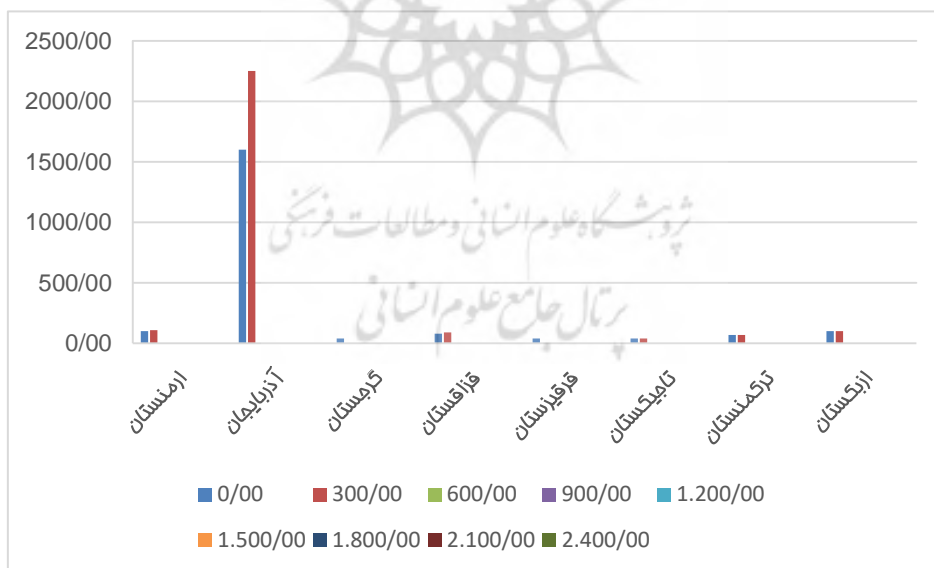 2500/00
2000/00
1500/00
1000/00
500/00
0/00
پژوهشگاه علوم انسانی و مطالعات فرهنگی
پرتال جامع علوم انسانی
ارمنستان
آذربایجان
گرجستان
قزاقستان
قرقیزستان
تاجیکستان
ترکمنستان
ازبکستان
0/00 300/00 600/00 900/00 1.200/00
1.500/00 1.800/00 2.100/00 2.400/00